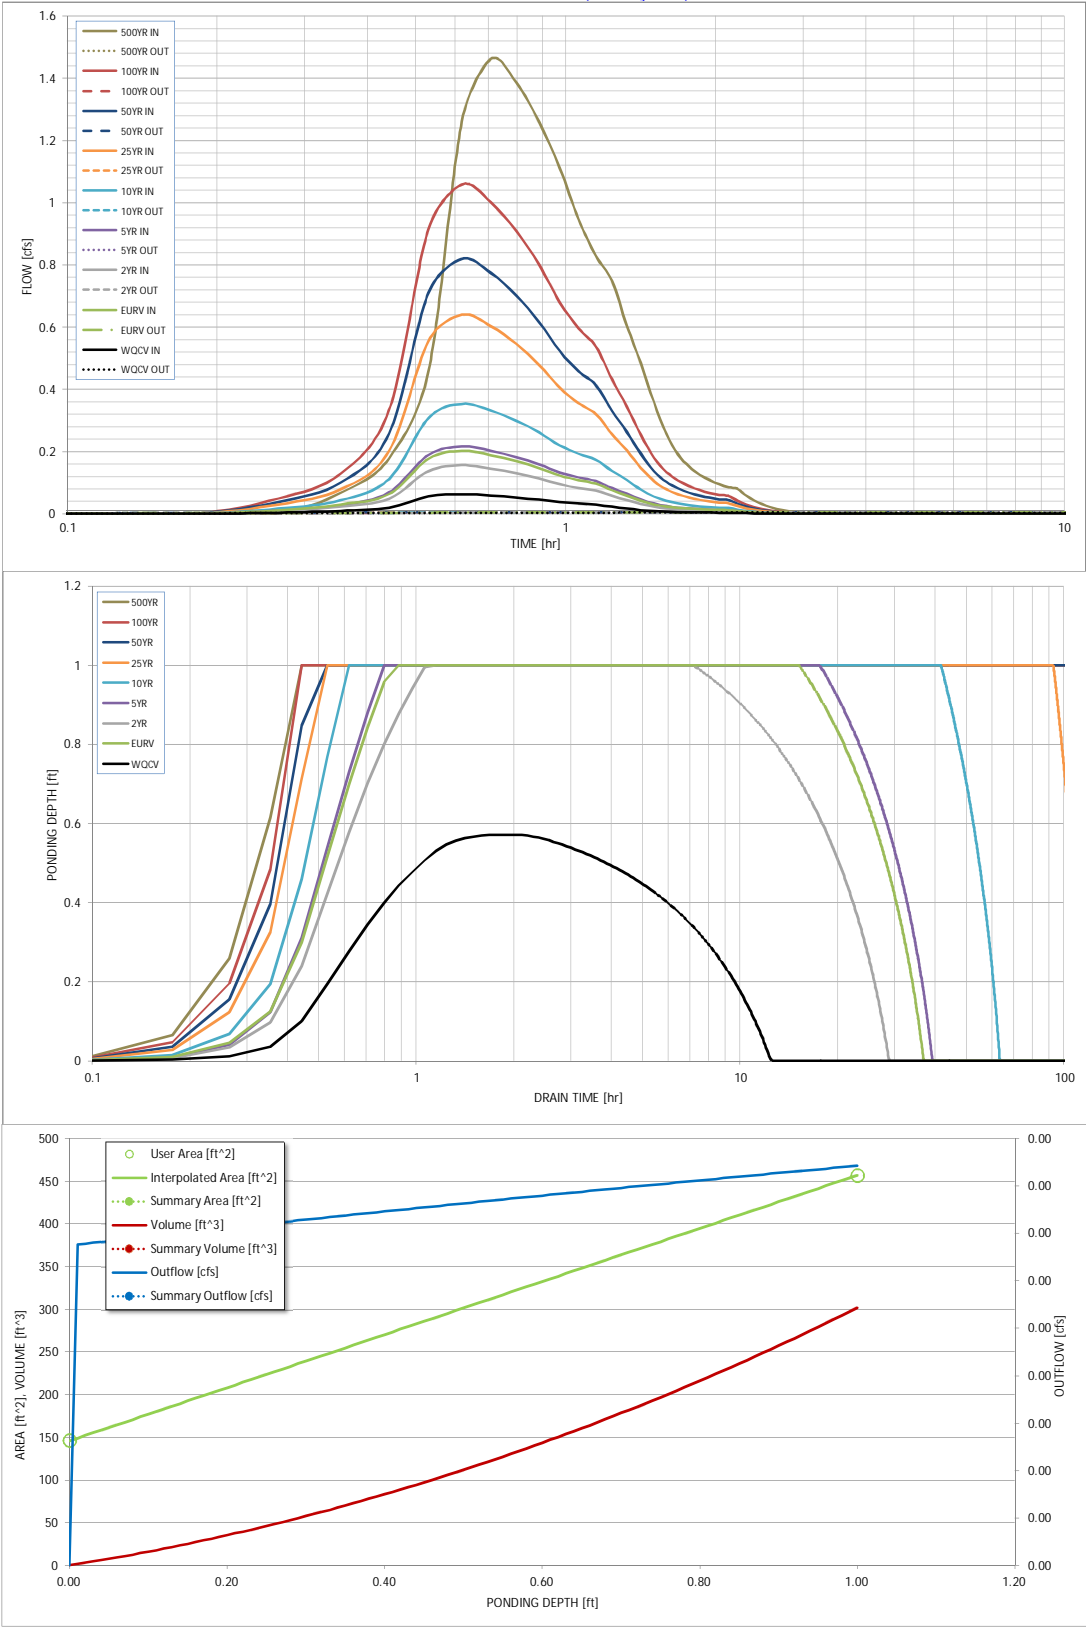 1.6
1.4
1.2
1
0.8
0.6
0.4
0.2
0
FLOW [cfs]
500YR IN
500YR OUT
100YR IN
100YR OUT
50YR IN
50YR OUT
25YR IN
25YR OUT
10YR IN
10YR OUT
5YR IN
5YR OUT
2YR IN
2YR OUT
EURV IN
EURV OUT
WQCV IN
WQCV OUT
0.1
1
10
TIME [hr]
1.2
1
0.8
0.6
0.4
0.2
0
PONDING DEPTH [ft]
500YR
100YR
50YR
25YR
10YR
5YR
2YR
EURV
WQCV
0.1
1
10
100
DRAIN TIME [hr]
500
450
400
350
300
250
200
150
100
50
0
AREA [ft^2], VOLUME [ft^3]
User Area [ft^2]
Interpolated Area [ft^2]
Summary Area [ft^2]
Volume [ft^3]
Summary Volume [ft^3]
Outflow [cfs]
Summary Outflow [cfs]
0.00
0.00
0.00
0.00
0.00
0.00
0.00
0.00
0.00
0.00
OUTFLOW [cfs]
0.00
0.20
0.40
0.60
0.80
1.00
1.20
PONDING DEPTH [ft]